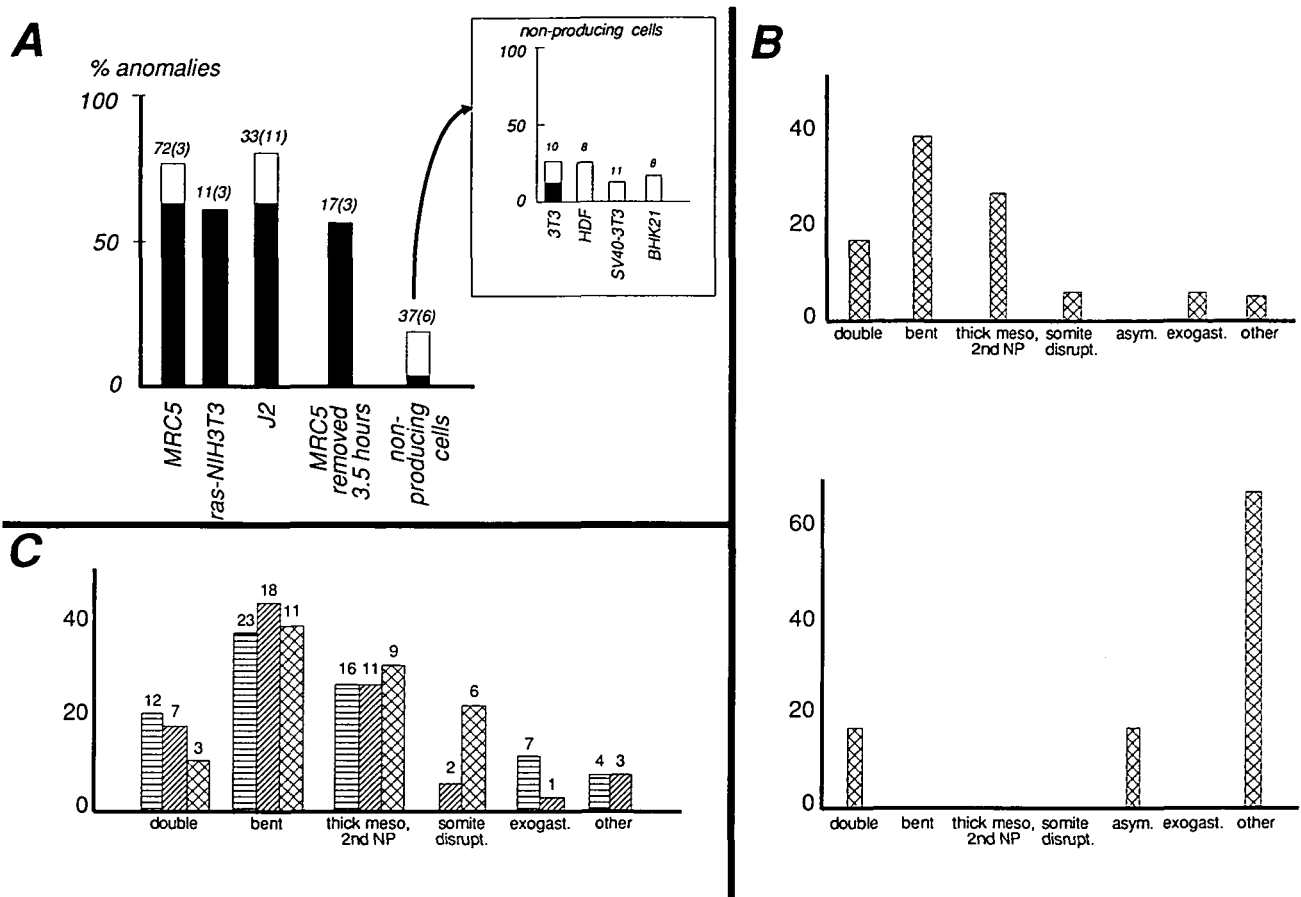 A
% anomalies
100
50
0
72(3)
11(3)
33(11)
17(3)
37(6)
MRC5
ras-NIH3T3
J2
MRC5
removed
3.5 hours
non-
producing
cells
non-producing cells
100
50
0
10
8
11
8
3T3
HDF
SV40-3T3
BHK21
B
40
20
0
double
bent
thick meso,
2nd NP
somite
disrupt.
asym.
exogast.
other
60
40
20
0
double
bent
thick meso,
2nd NP
somite
disrupt.
asym.
exogast.
other
C
40
20
0
12
7
3
23
18
11
16
11
9
2
6
7
1
4
3
double
bent
thick meso,
2nd NP
somite
disrupt.
exogast.
other